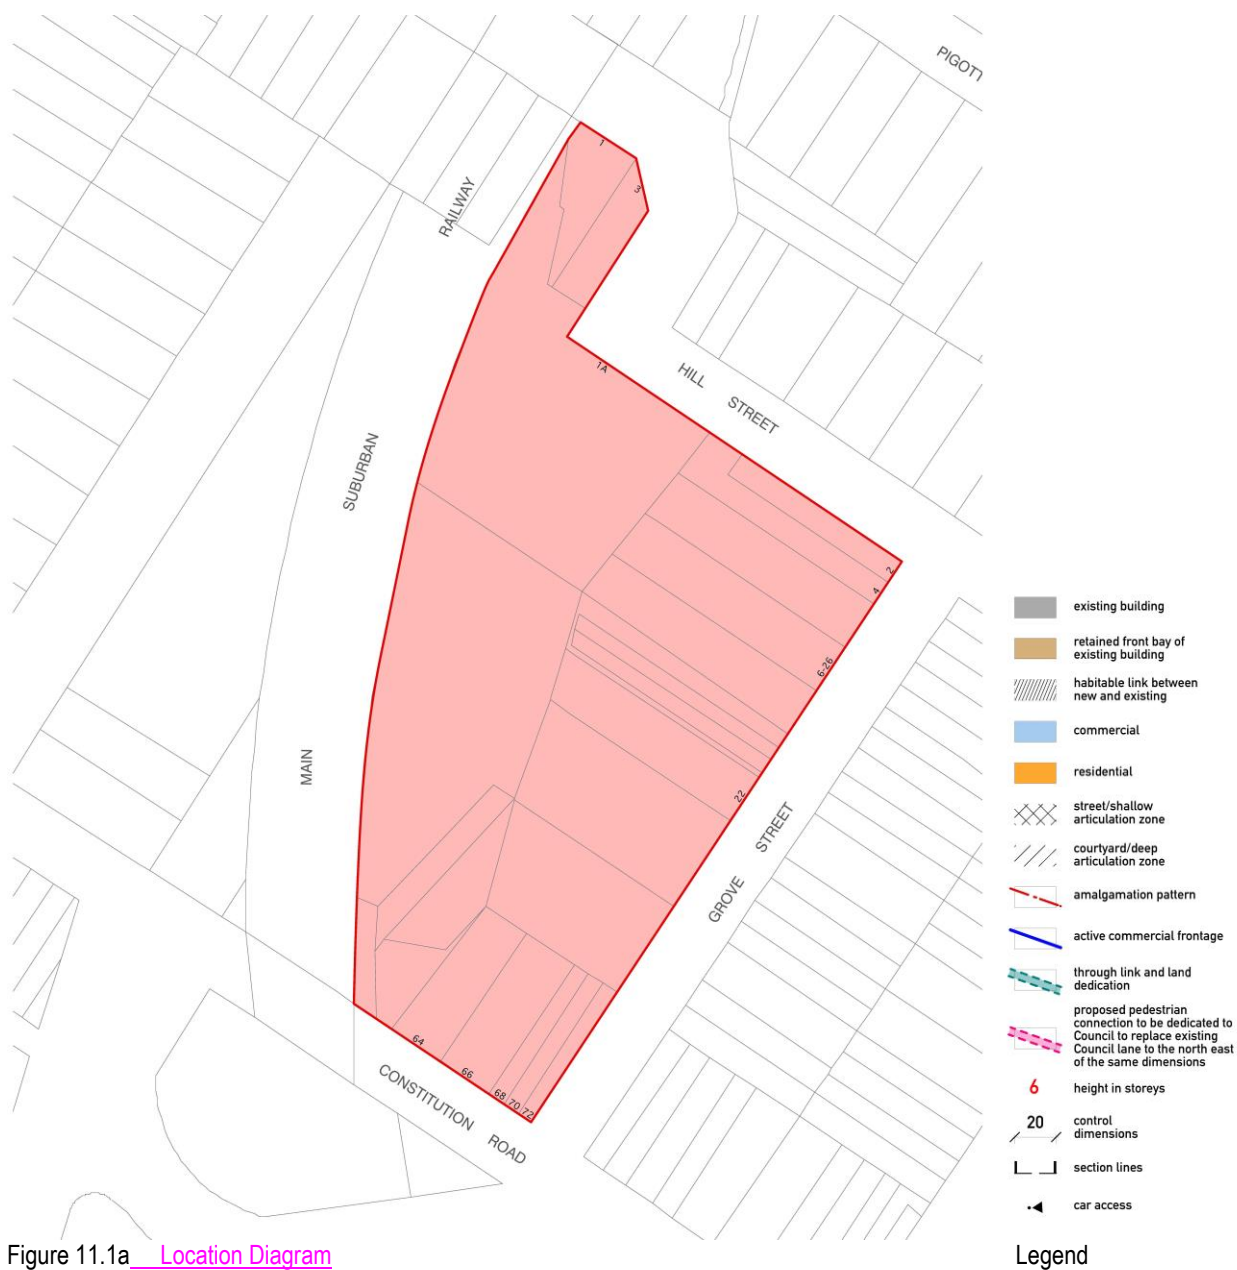 PIGOTT
1
RAILWAY
3
1A
HILL STREET
SUBURBAN
2
4
6-26
MAIN
22
GROVE STREET
64
66
68
70
72
CONSTITUTION ROAD
existing building
retained front bay of
existing building
habitable link between
new and existing
commercial
residential
street/shallow
articulation zone
courtyard/deep
articulation zone
amalgamation pattern
active commercial frontage
through link and land
dedication
proposed pedestrian
connection to be dedicated to
Council to replace existing
Council lane to the north east
of the same dimensions
6 height in storeys
20 control
dimensions
section lines
car access
Figure 11.1a Location Diagram
Legend